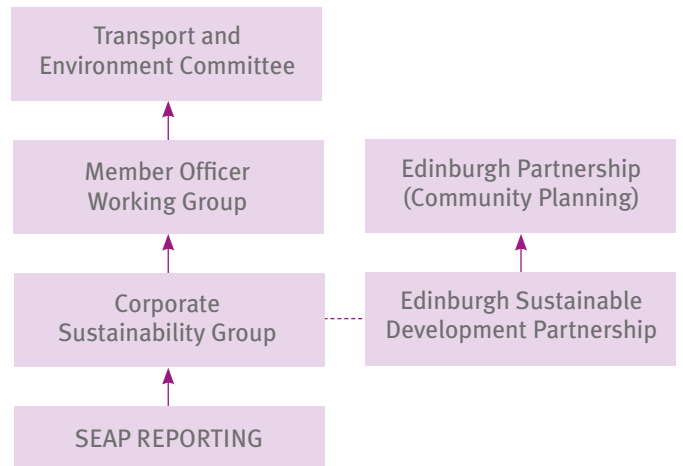 Transport and
Environment Committee
Member Officer
Working Group
Edinburgh Partnership
(Community Planning)
Corporate
Sustainability Group
Edinburgh Sustainable
Development Partnership
SEAP REPORTING